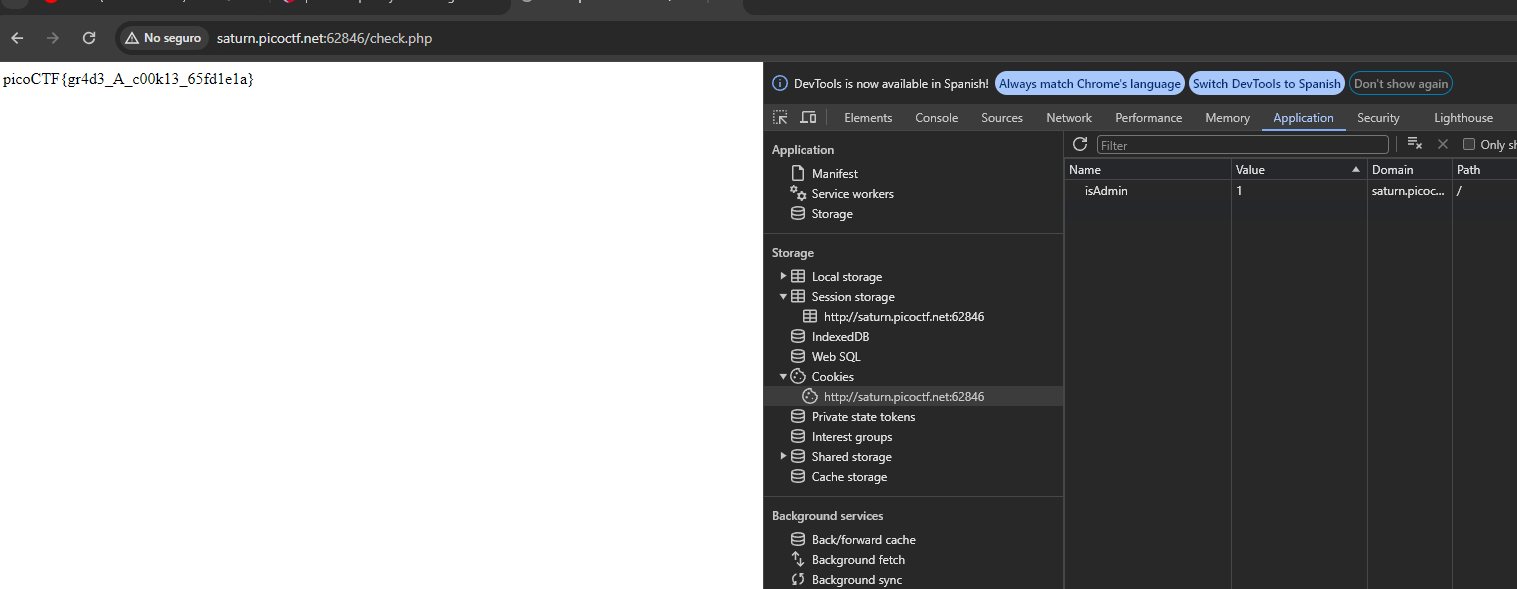 No seguro saturn.picoctf.net:62846/check.php
picoCTF{gr4d3_A_c00k13_65fd1e1a}
DevTools is now available in Spanish! Always match Chrome's language Switch DevTools to Spanish Don't show again
Elements Console Sources Network Performance Memory Application Security Lighthouse
Application
Manifest
Service workers
Storage
Storage
Local storage
Session storage
http://saturn.picoctf.net:62846
IndexedDB
Web SQL
Cookies
http://saturn.picoctf.net:62846
Private state tokens
Interest groups
Shared storage
Cache storage
Background services
Back/forward cache
Background fetch
Background sync
Filter Only sh
Name Value Domain Path
isAdmin 1 saturn.picoc... /